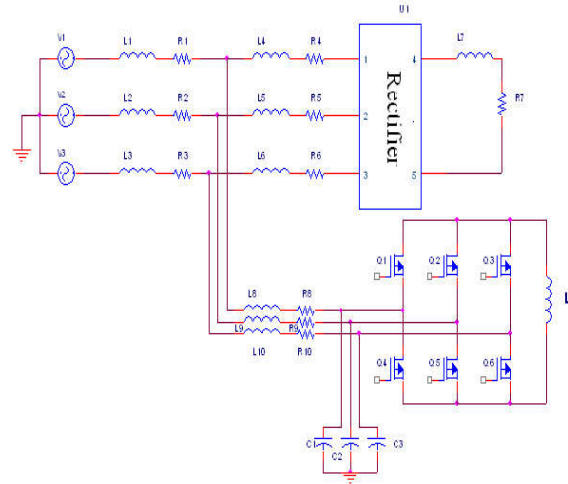 U1
V1 L1 R1 L4 R4 1 4 L7
V2 L2 R2 L5 R5 2 Rectifier R7
V3 L3 R3 L6 R6 3 5
Q1 Q2 Q3
L8 R8 L
L9 R9
L10 R10
Q4 Q5 Q6
C1 C2 C3